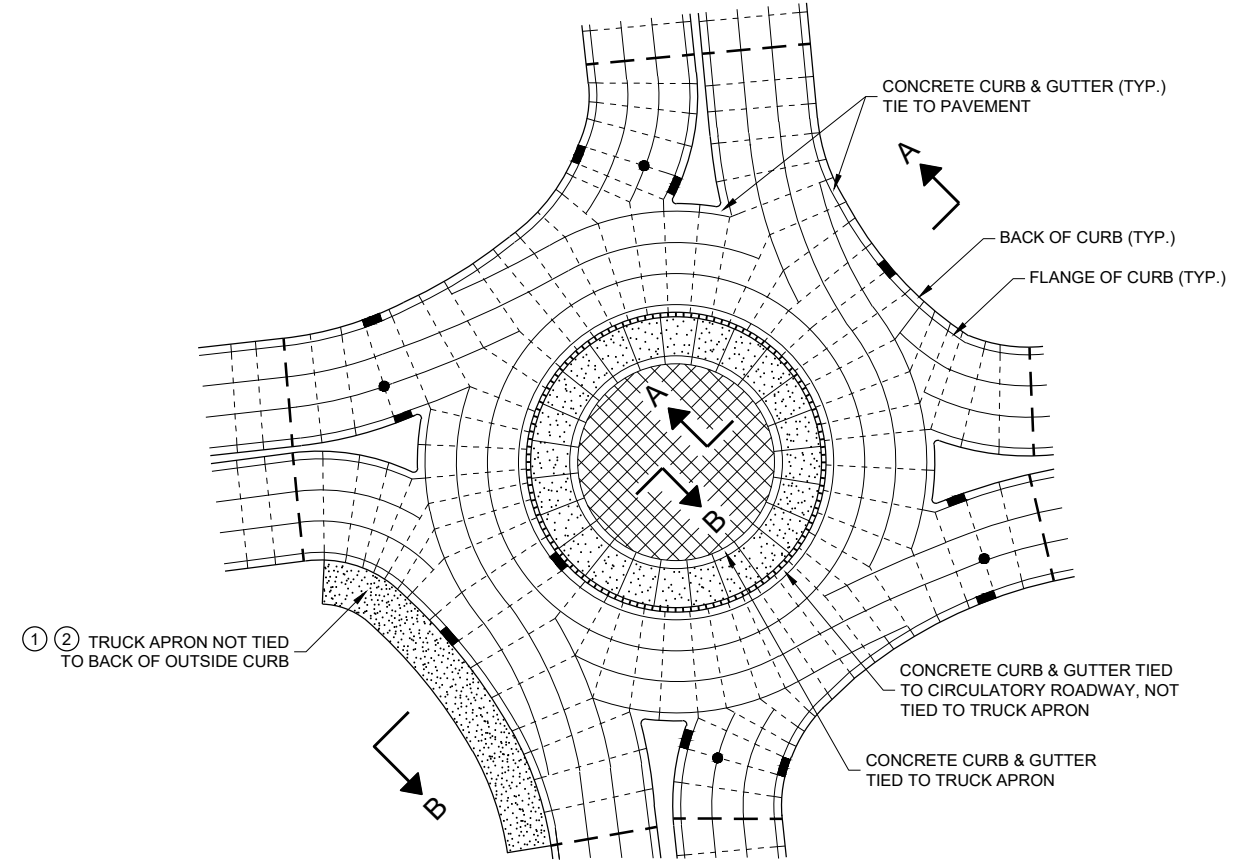 CONCRETE CURB & GUTTER (TYP.)
TIE TO PAVEMENT
A
BACK OF CURB (TYP.)
FLANGE OF CURB (TYP.)
A
B
① ② TRUCK APRON NOT TIED
TO BACK OF OUTSIDE CURB
CONCRETE CURB & GUTTER TIED
TO CIRCULATORY ROADWAY, NOT
TIED TO TRUCK APRON
CONCRETE CURB & GUTTER
TIED TO TRUCK APRON
B